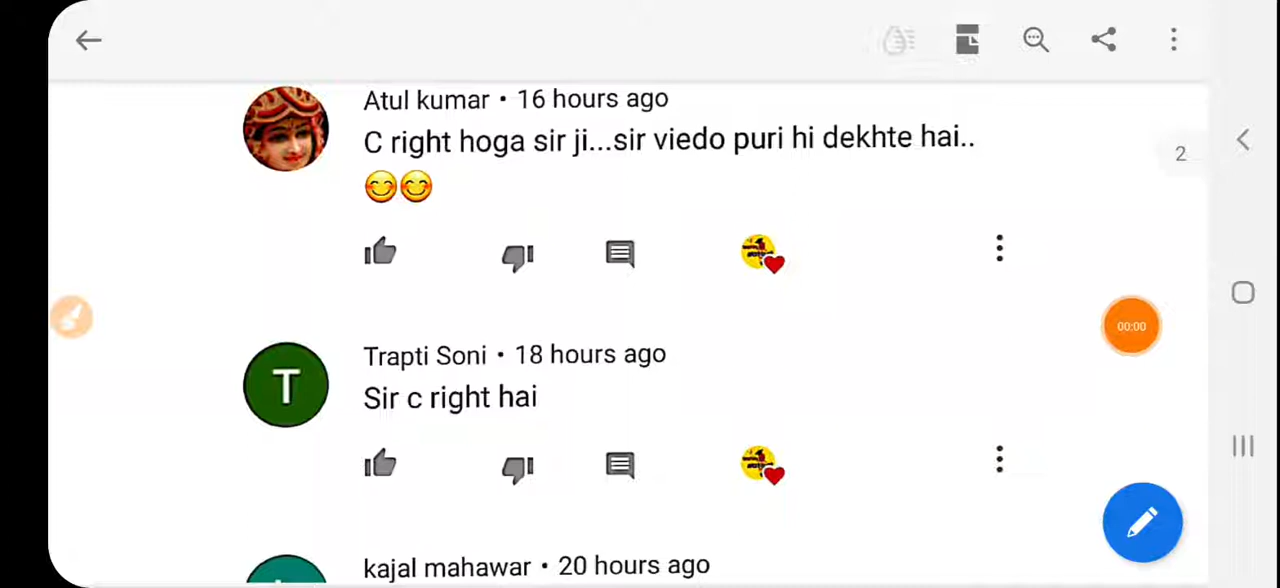 Atul kumar • 16 hours ago
C right hoga sir ji...sir viedo puri hi dekhte hai..
😊😊
2
00:00
Trapti Soni • 18 hours ago
T
Sir c right hai
kajal mahawar • 20 hours ago